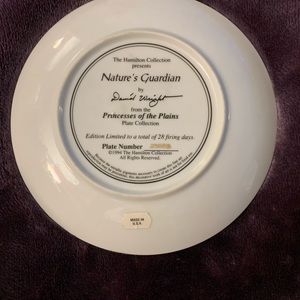 The Hamilton Collection
presents
Nature's Guardian
by
David Wright
from the
Princesses of the Plains
Plate Collection
Edition Limited to a total of 28 firing days.
Plate Number
©1994 The Hamilton Collection
All Rights Reserved.
MADE IN
U.S.A.